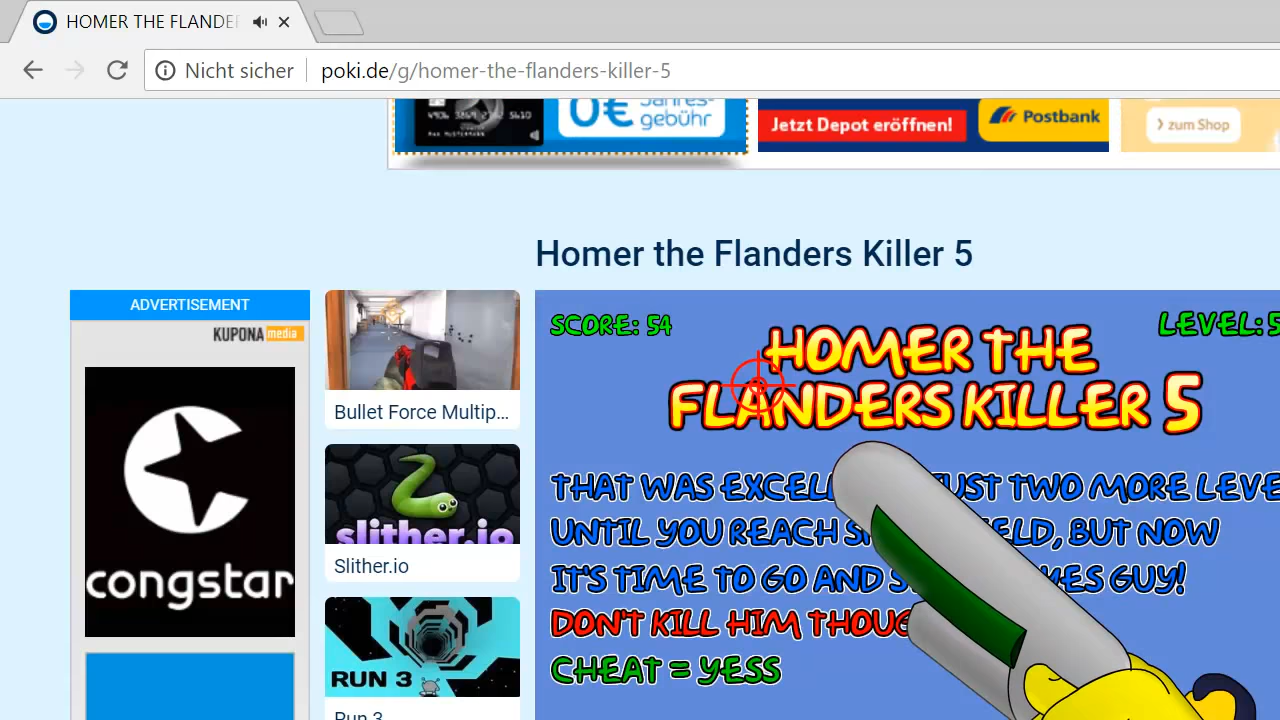 HOMER THE FLANDE
Nicht sicher
poki.de/g/homer-the-flanders-killer-5
0€ Jahres-
gebühr
Jetzt Depot eröffnen!
Postbank
zum Shop
Homer the Flanders Killer 5
ADVERTISEMENT
KUPONA media
congstar
Bullet Force Multip...
slither.io
Slither.io
RUN 3
Run 3
SCORE: 54
LEVEL: 5
HOMER THE
FLANDERS KILLER 5
THAT WAS JUST TWO MORE LEVE
UNTIL YOU REACH BUT NOW
IT'S TIME TO GO AND GUY!
DON'T KILL HIM
CHEAT = YESS